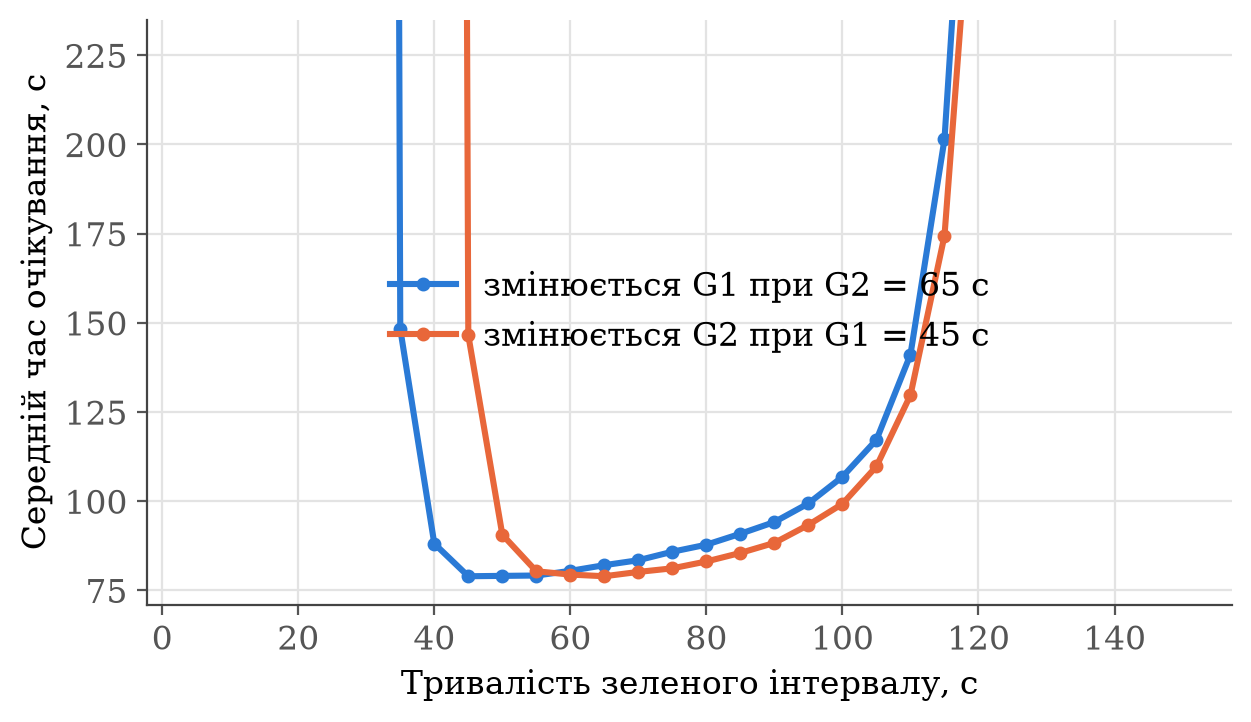 225
200
175
150
125
100
75
0 20 40 60 80 100 120 140
Середній час очікування, с
Тривалість зеленого інтервалу, с
змінюється G1 при G2 = 65 с
змінюється G2 при G1 = 45 с